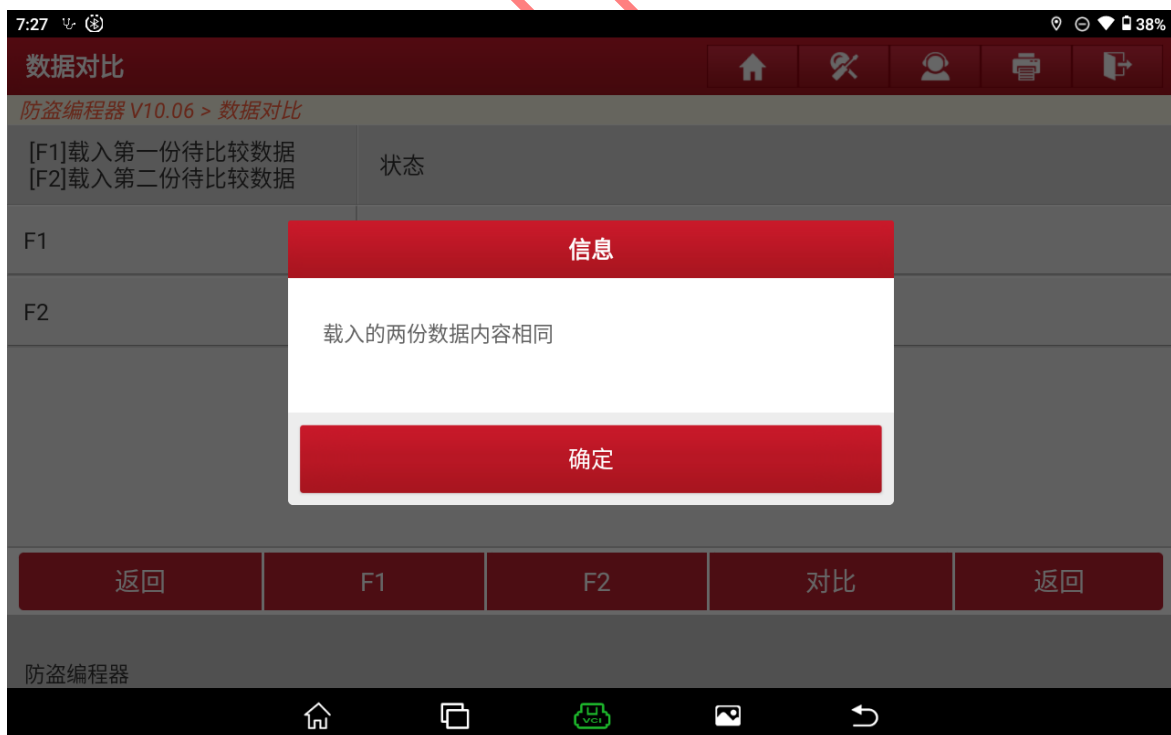 7:27
38%
数据对比
防盗编程器 V10.06 > 数据对比
[F1]载入第一份待比较数据
[F2]载入第二份待比较数据
状态
F1
F2
信息
载入的两份数据内容相同
确定
返回
F1
F2
对比
返回
防盗编程器
VCI